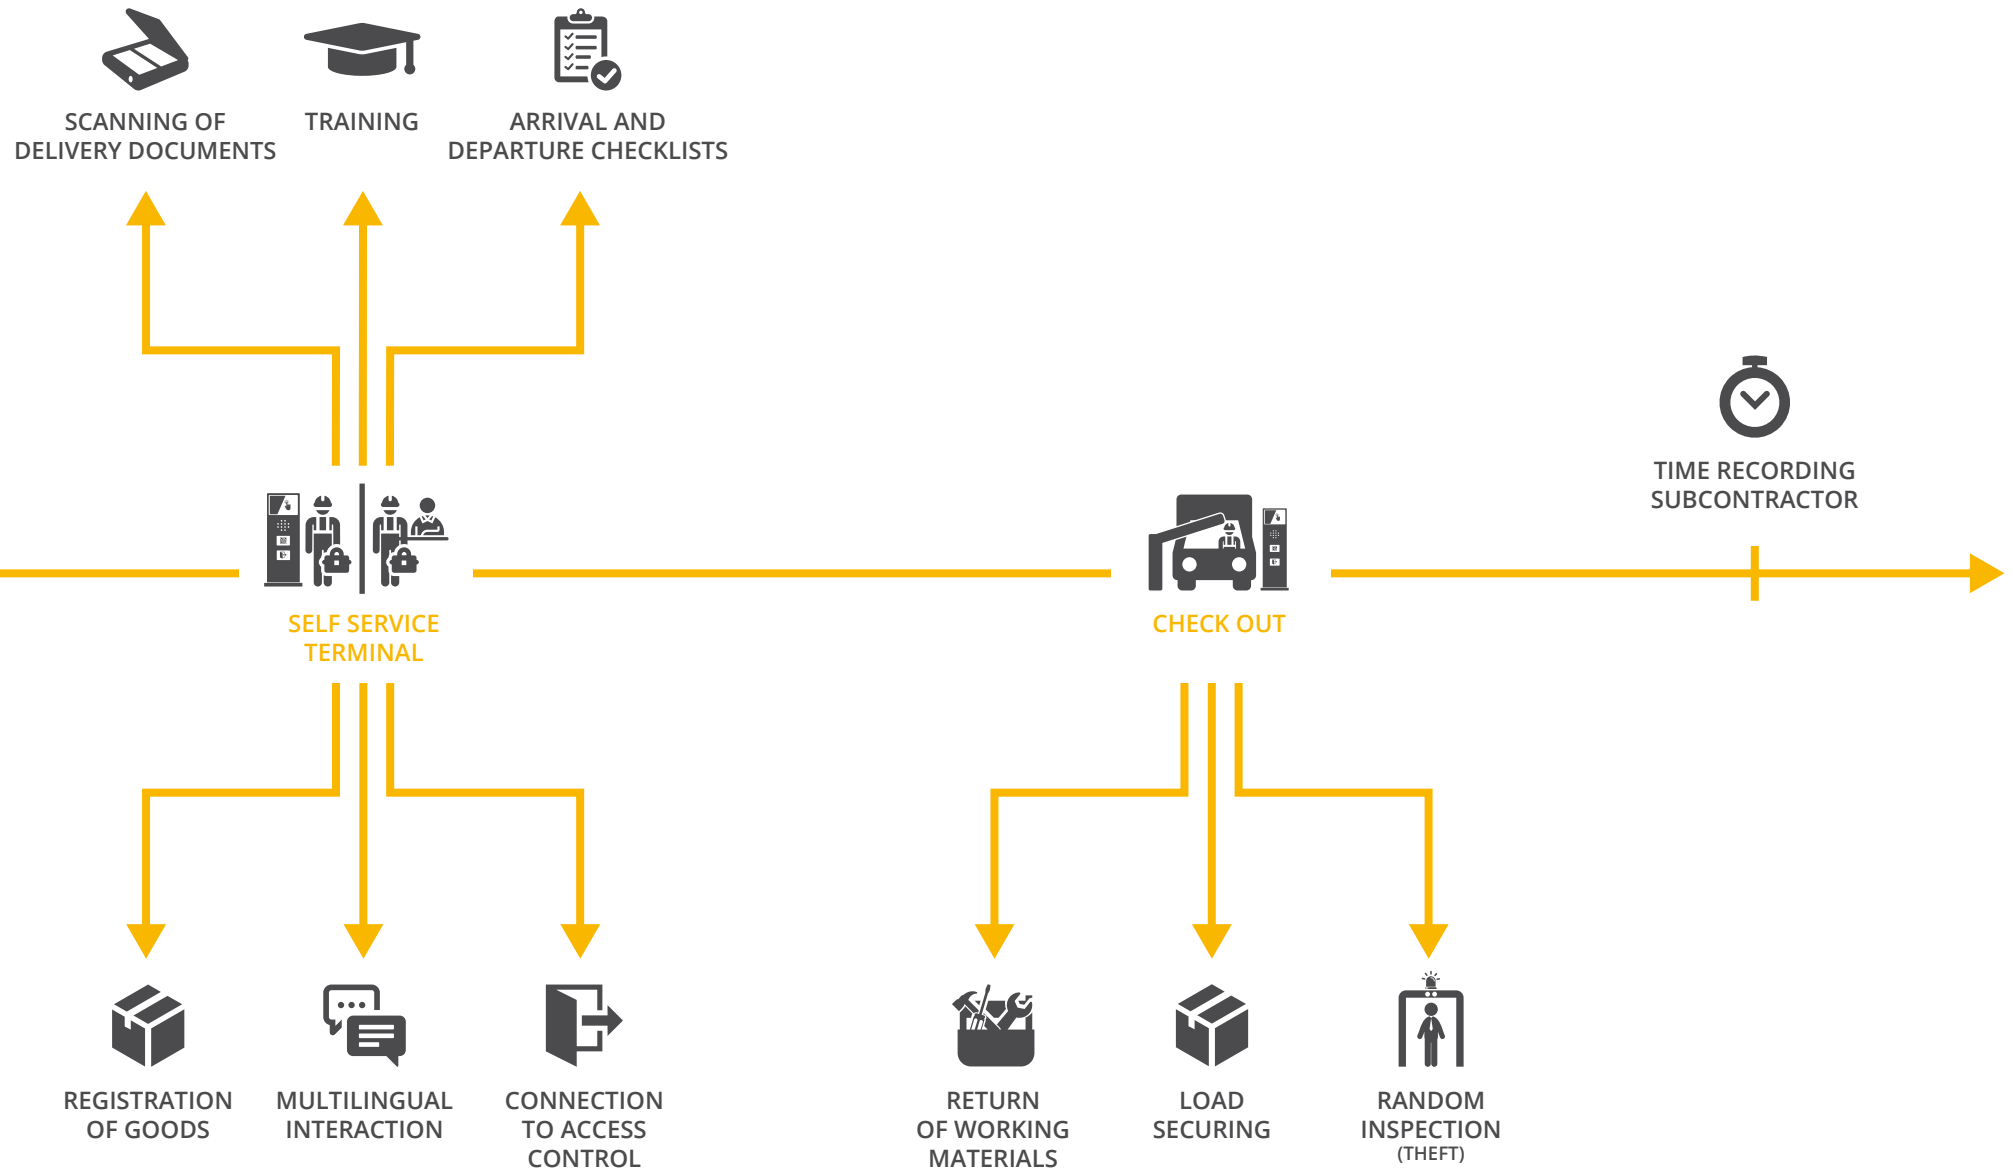 SCANNING OF
DELIVERY DOCUMENTS
TRAINING
ARRIVAL AND
DEPARTURE CHECKLISTS
TIME RECORDING
SUBCONTRACTOR
SELF SERVICE
TERMINAL
CHECK OUT
REGISTRATION
OF GOODS
MULTILINGUAL
INTERACTION
CONNECTION
TO ACCESS
CONTROL
RETURN
OF WORKING
MATERIALS
LOAD
SECURING
RANDOM
INSPECTION
(THEFT)